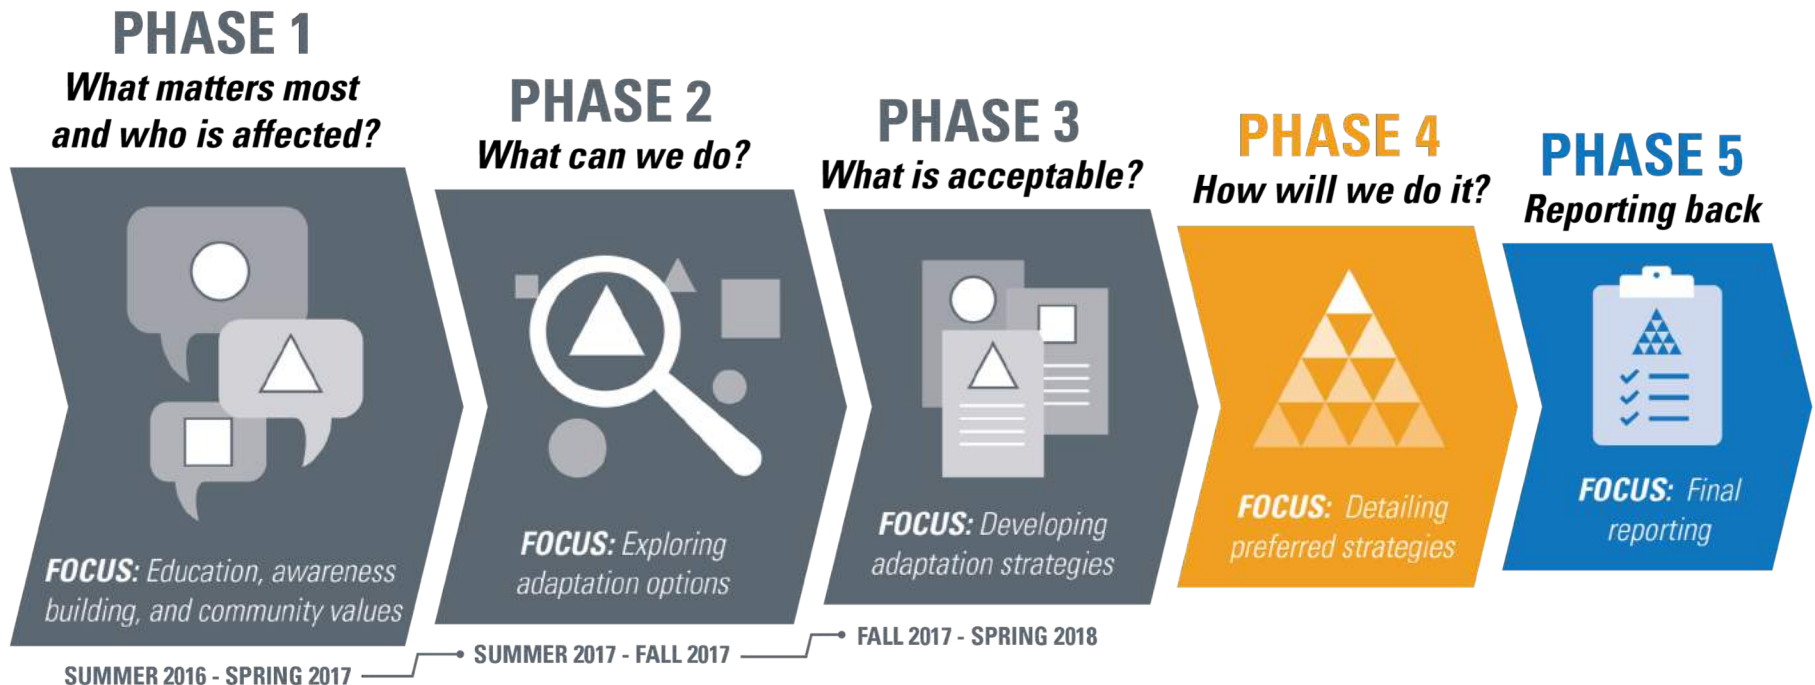 PHASE 1
What matters most
and who is affected?
FOCUS: Education, awareness
building, and community values
SUMMER 2016 - SPRING 2017
PHASE 2
What can we do?
FOCUS: Exploring
adaptation options
SUMMER 2017 - FALL 2017
PHASE 3
What is acceptable?
FOCUS: Developing
adaptation strategies
FALL 2017 - SPRING 2018
PHASE 4
How will we do it?
FOCUS: Detailing
preferred strategies
PHASE 5
Reporting back
FOCUS: Final
reporting